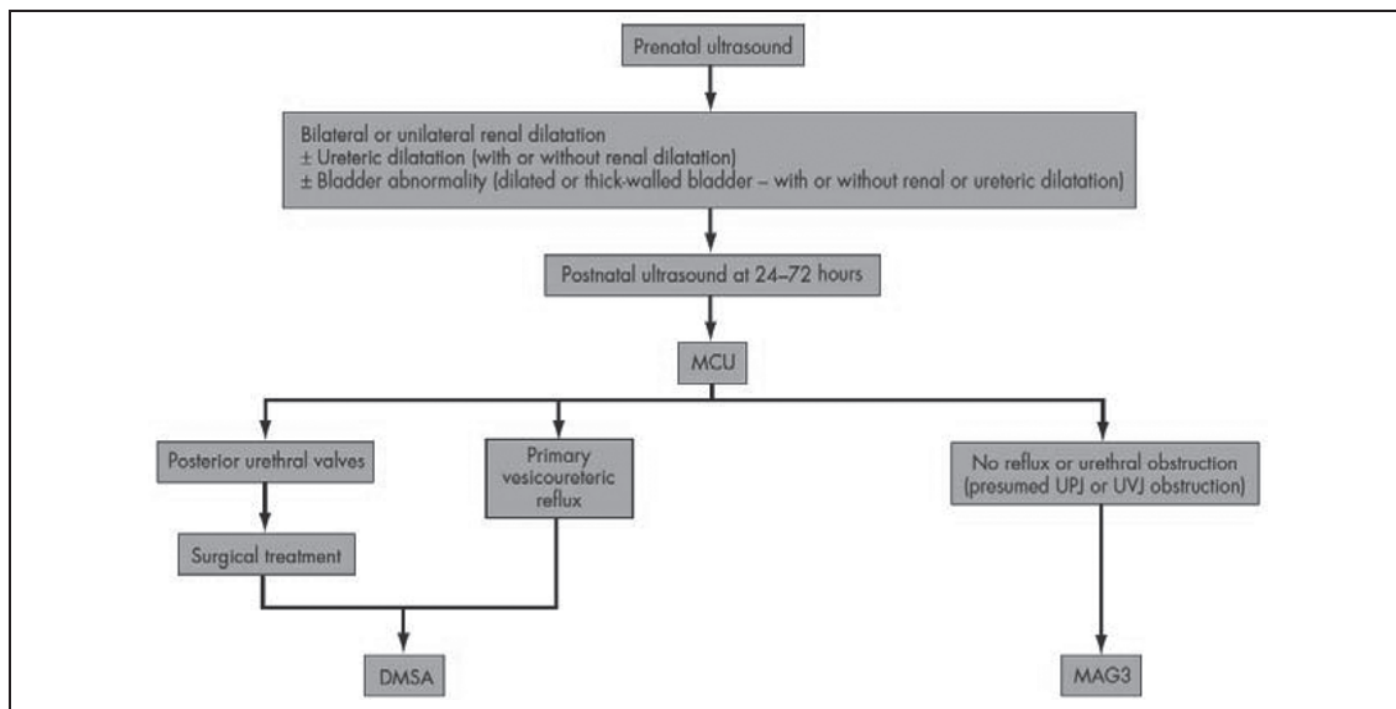 Prenatal ultrasound
Bilateral or unilateral renal dilatation
± Ureteric dilatation (with or without renal dilatation)
± Bladder abnormality (dilated or thick-walled bladder – with or without renal or ureteric dilatation)
Postnatal ultrasound at 24–72 hours
MCU
Posterior urethral valves
Primary
vesicoureteric
reflux
No reflux or urethral obstruction
(presumed UPJ or UVJ obstruction)
Surgical treatment
DMSA
MAG3